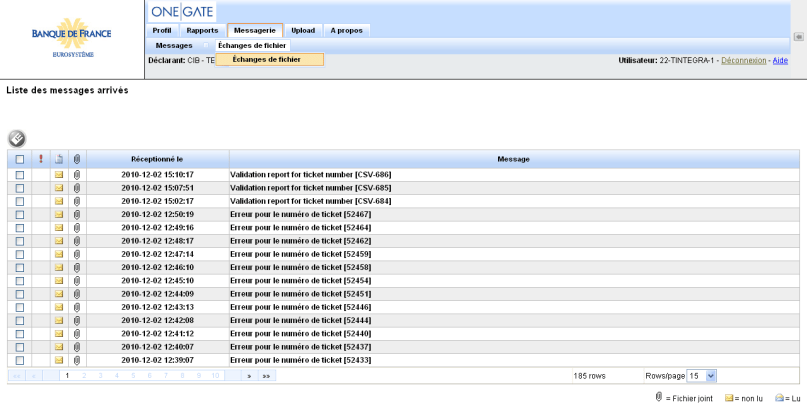 ONE GATE
BANQUE DE FRANCE
EUROSYSTÈME
Profil Rapports Messagerie Upload A propos
Messages Échanges de fichier
Déclarant: CIB - TE Échanges de fichier Utilisateur: 22-TINTEGRA-1 - Déconnexion - Aide
Liste des messages arrivés
! Réceptionné le Message
2010-12-02 15:10:17 Validation report for ticket number [CSV-686]
2010-12-02 15:07:51 Validation report for ticket number [CSV-685]
2010-12-02 15:02:17 Validation report for ticket number [CSV-684]
2010-12-02 12:50:19 Erreur pour le numéro de ticket [52467]
2010-12-02 12:49:16 Erreur pour le numéro de ticket [52464]
2010-12-02 12:48:17 Erreur pour le numéro de ticket [52462]
2010-12-02 12:47:14 Erreur pour le numéro de ticket [52459]
2010-12-02 12:46:10 Erreur pour le numéro de ticket [52458]
2010-12-02 12:45:10 Erreur pour le numéro de ticket [52454]
2010-12-02 12:44:09 Erreur pour le numéro de ticket [52451]
2010-12-02 12:43:13 Erreur pour le numéro de ticket [52446]
2010-12-02 12:42:08 Erreur pour le numéro de ticket [52444]
2010-12-02 12:41:12 Erreur pour le numéro de ticket [52440]
2010-12-02 12:40:07 Erreur pour le numéro de ticket [52437]
2010-12-02 12:39:07 Erreur pour le numéro de ticket [52433]
«« « 1 2 3 4 5 6 7 8 9 10 » »» 185 rows Rows/page 15
= Fichier joint = non lu = Lu